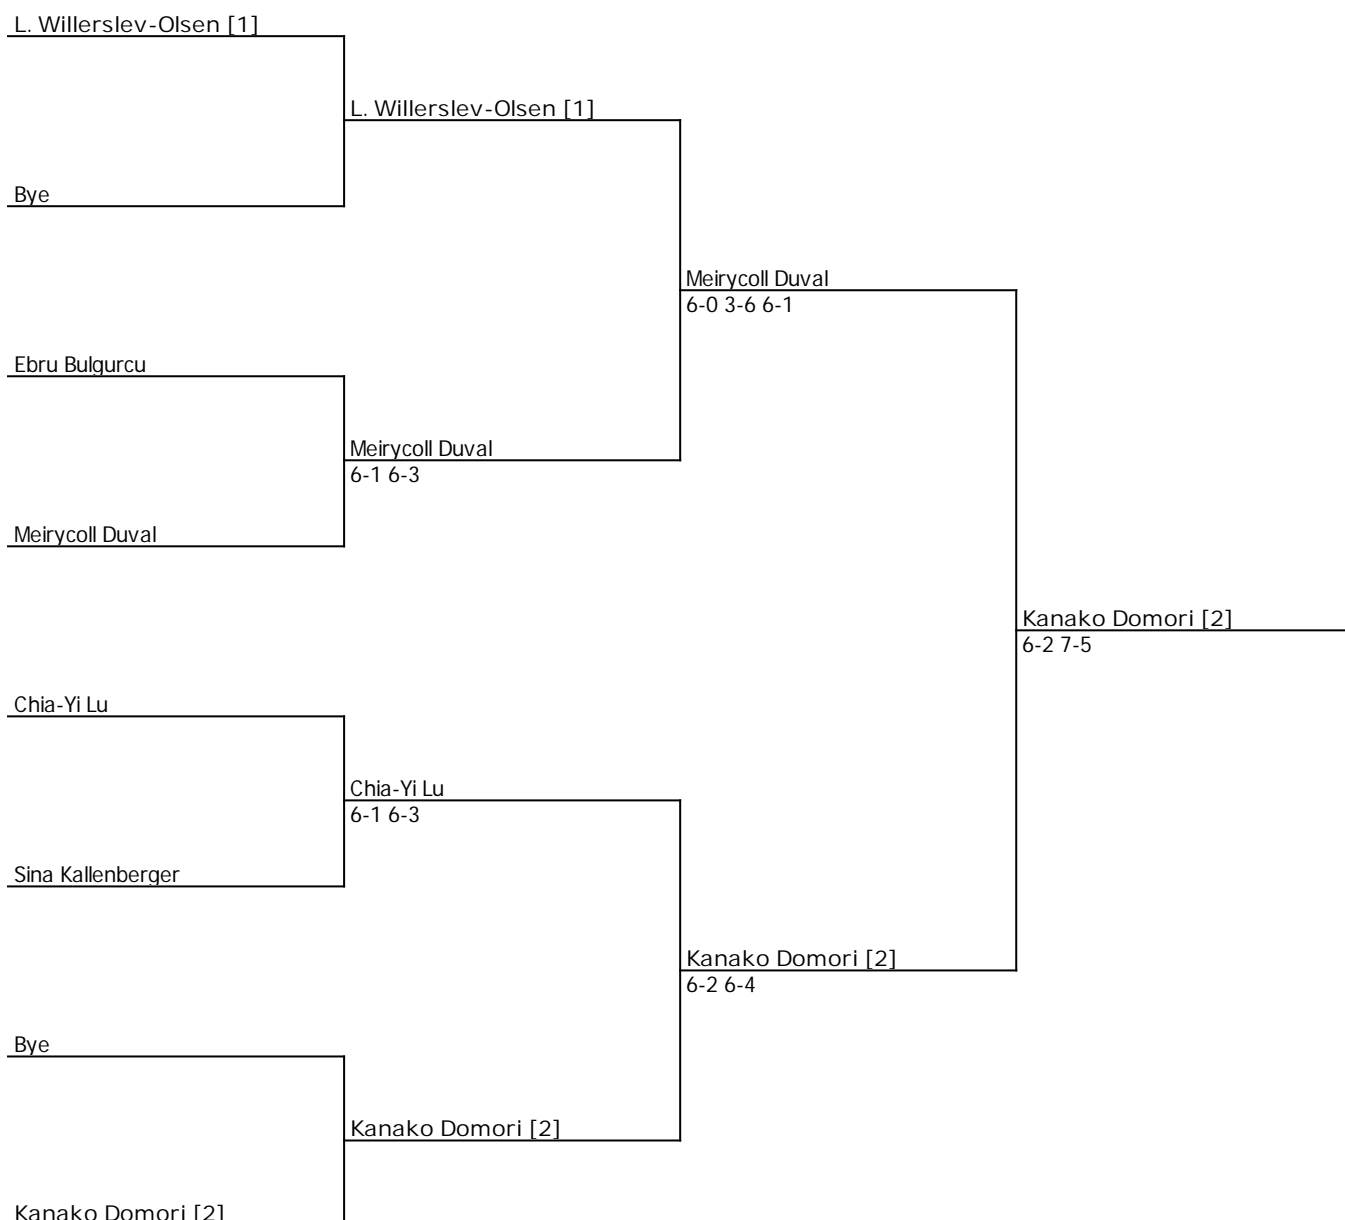 L. Willerslev-Olsen [1]
L. Willerslev-Olsen [1]
Bye
Meirycoll Duval
6-0 3-6 6-1
Ebru Bulgurcu
Meirycoll Duval
6-1 6-3
Meirycoll Duval
Kanako Domori [2]
6-2 7-5
Chia-Yi Lu
Chia-Yi Lu
6-1 6-3
Sina Kallenberger
Kanako Domori [2]
6-2 6-4
Bye
Kanako Domori [2]
Kanako Domori [2]